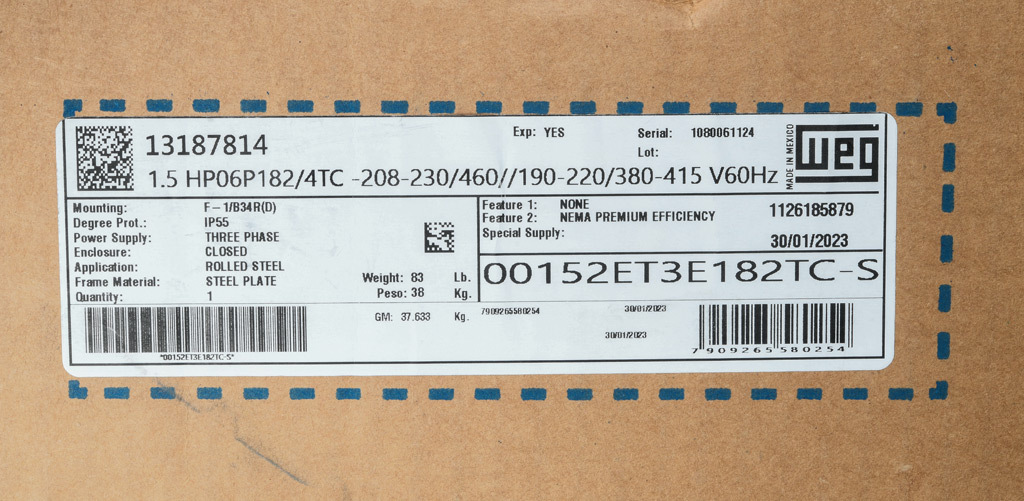 13187814
Exp: YES
Serial: 1080061124
Lot:
MADE IN MEXICO
WEG
1.5 HP06P182/4TC -208-230/460//190-220/380-415 V60Hz
Mounting: F-1/B34R(D)
Degree Prot.: IP55
Power Supply: THREE PHASE
Enclosure: CLOSED
Application: ROLLED STEEL
Frame Material: STEEL PLATE
Quantity: 1
Weight: 83 Lb.
Peso: 38 Kg.
Feature 1: NONE
Feature 2: NEMA PREMIUM EFFICIENCY
Special Supply:
1126185879
30/01/2023
00152ET3E182TC-S
GM: 37.633 Kg.
7909265580254
30/01/2023
30/01/2023
*00152ET3E182TC-S*
7 909265 580254